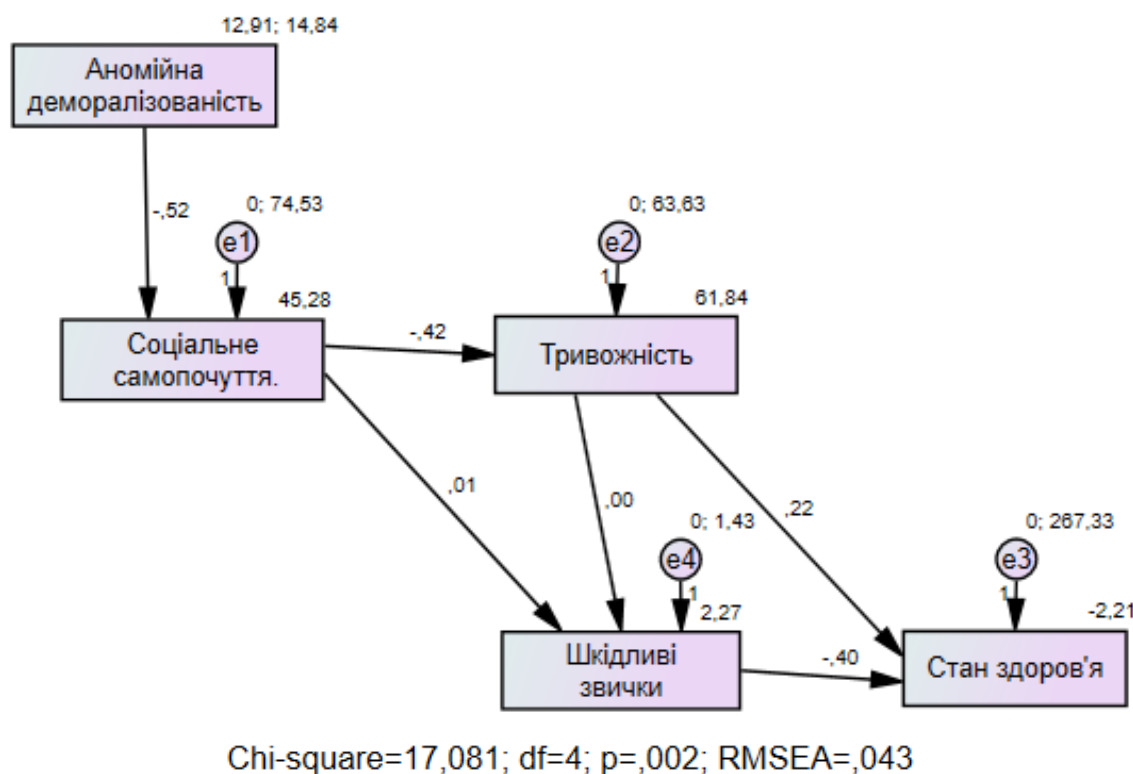 12,91; 14,84
Аномійна
деморалізованість
-,52
0; 74,53
e1
1
45,28
Соціальне
самопочуття.
-,42
0; 63,63
e2
1
61,84
Тривожність
,01
,00
,22
0; 1,43
e4
1
2,27
Шкідливі
звички
-,40
0; 267,33
e3
1
-2,21
Стан здоров'я
Chi-square=17,081; df=4; p=,002; RMSEA=,043